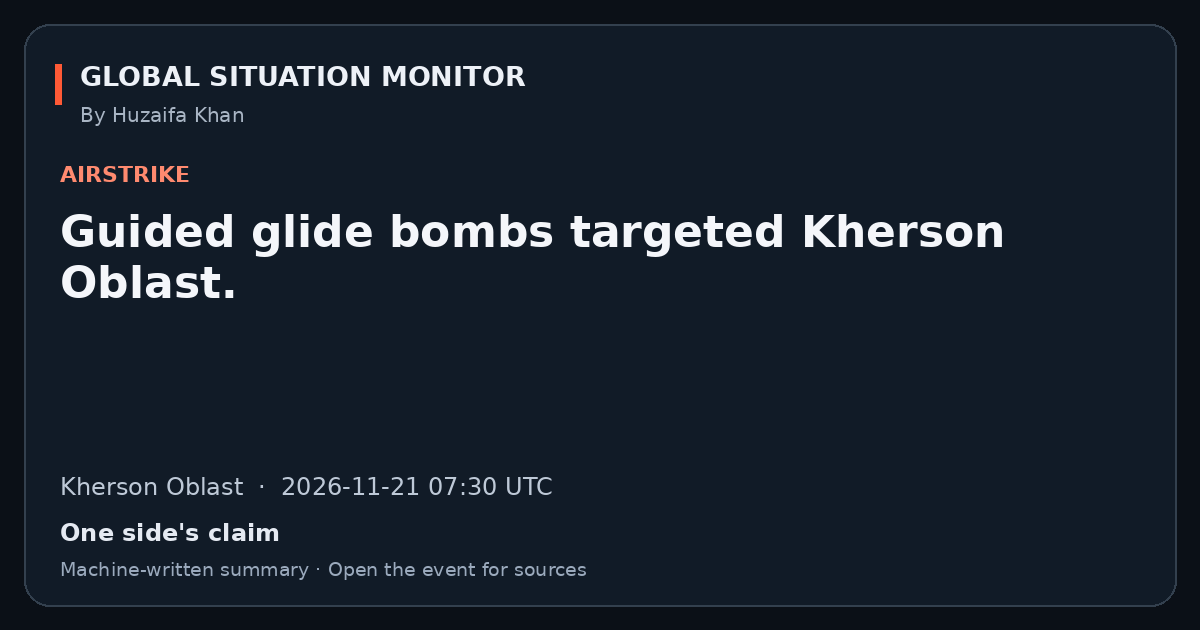 GLOBAL SITUATION MONITOR
By Huzaifa Khan
AIRSTRIKE
Guided glide bombs targeted Kherson
Oblast.
Kherson Oblast · 2026-11-21 07:30 UTC
One side's claim
Machine-written summary · Open the event for sources